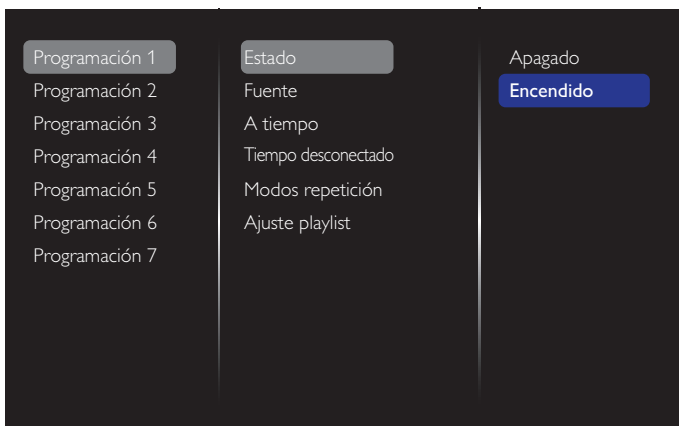 Programación 1
Programación 2
Programación 3
Programación 4
Programación 5
Programación 6
Programación 7
Estado
Fuente
A tiempo
Tiempo desconectado
Modos repetición
Ajuste playlist
Apagado
Encendido